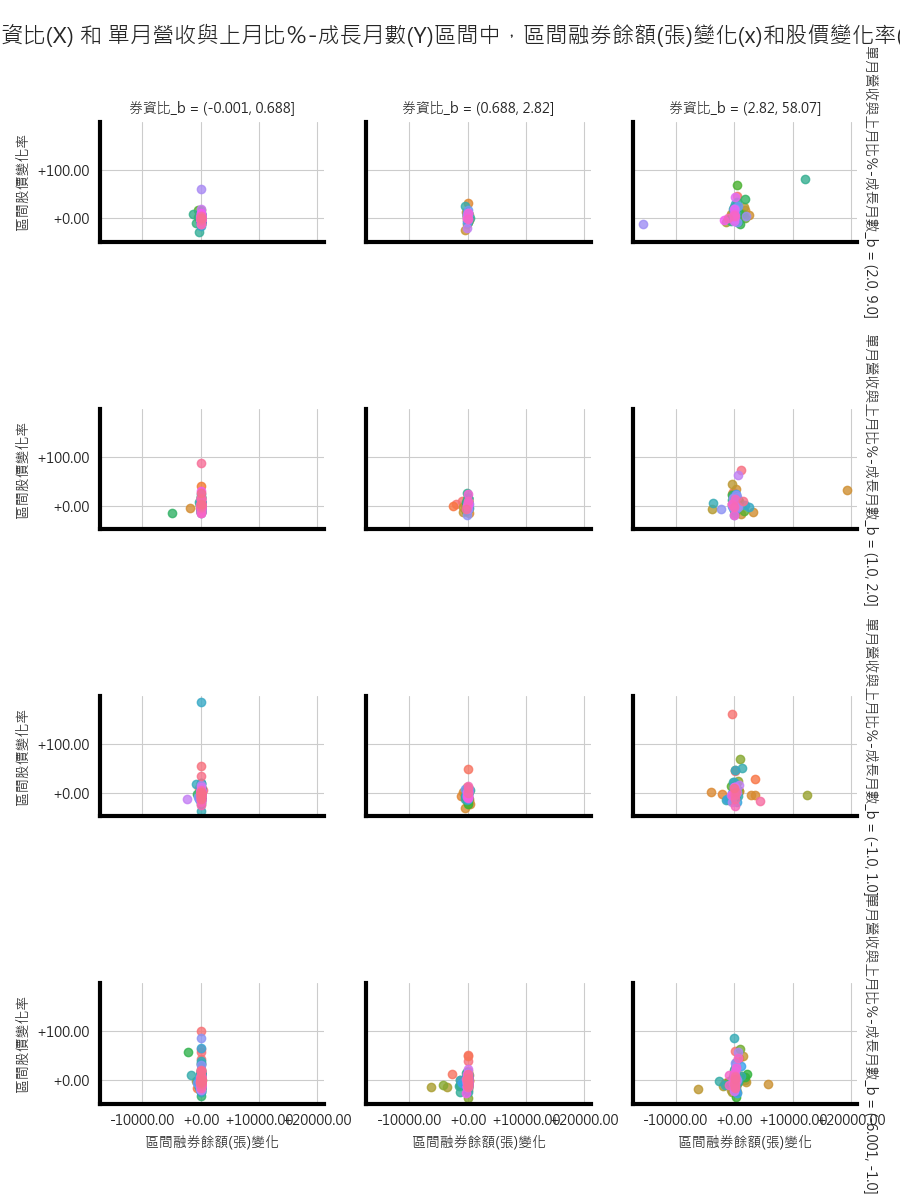 資比(X) 和 單月營收與上月比%-成長月數(Y)區間中，區間融券餘額(張)變化(x)和股價變化率(
券資比_b = (-0.001, 0.688]
券資比_b = (0.688, 2.82]
券資比_b = (2.82, 58.07]
區間股價變化率
+100.00
+0.00
單月營收與上月比%-成長月數_b = (2.0, 9.0]
區間股價變化率
+100.00
+0.00
單月營收與上月比%-成長月數_b = (1.0, 2.0]
區間股價變化率
+100.00
+0.00
單月營收與上月比%-成長月數_b = (-1.0, 1.0]
區間股價變化率
+100.00
+0.00
單月營收與上月比%-成長月數_b = (-6.001, -1.0]
-10000.00 +0.00 +10000.00 +20000.00
-10000.00 +0.00 +10000.00 +20000.00
-10000.00 +0.00 +10000.00 +20000.00
區間融券餘額(張)變化
區間融券餘額(張)變化
區間融券餘額(張)變化